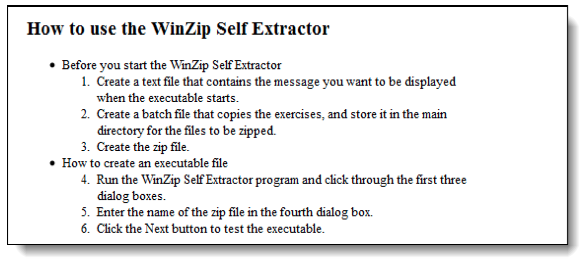 How to use the WinZip Self Extractor
• Before you start the WinZip Self Extractor
1. Create a text file that contains the message you want to be displayed
when the executable starts.
2. Create a batch file that copies the exercises, and store it in the main
directory for the files to be zipped.
3. Create the zip file.
• How to create an executable file
4. Run the WinZip Self Extractor program and click through the first three
dialog boxes.
5. Enter the name of the zip file in the fourth dialog box.
6. Click the Next button to test the executable.